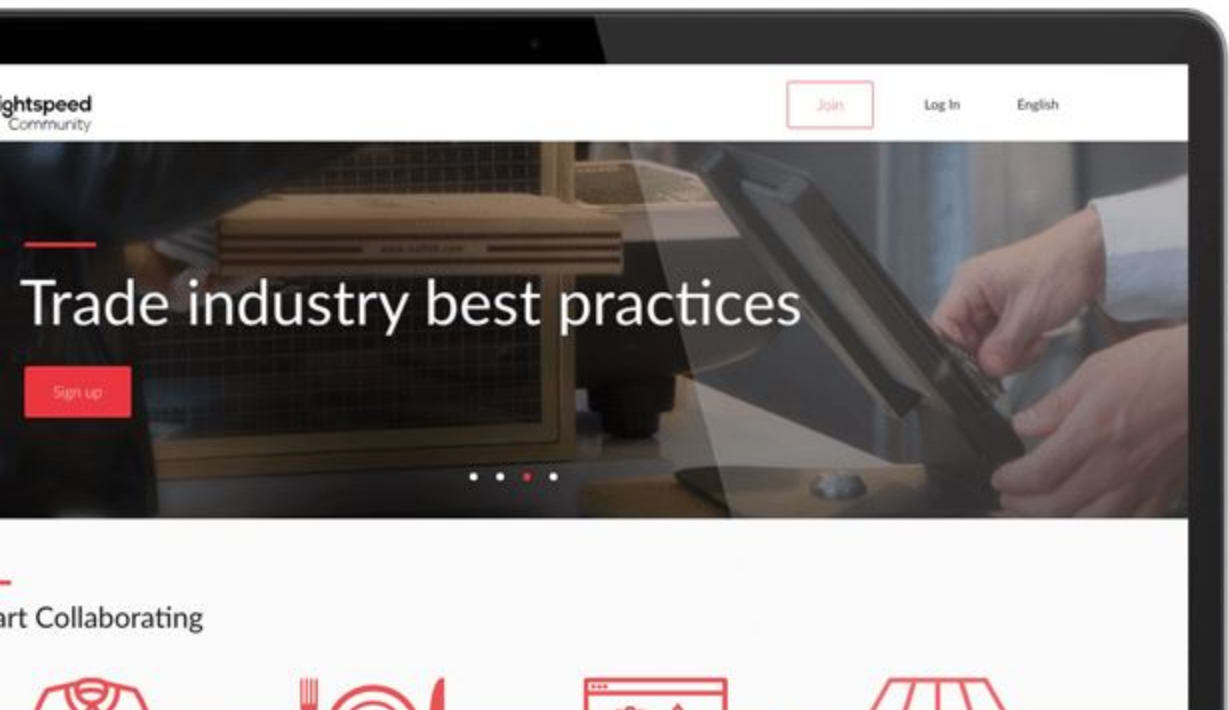 ightspeed
Community
Join
Log In
English
Trade industry best practices
Sign up
art Collaborating